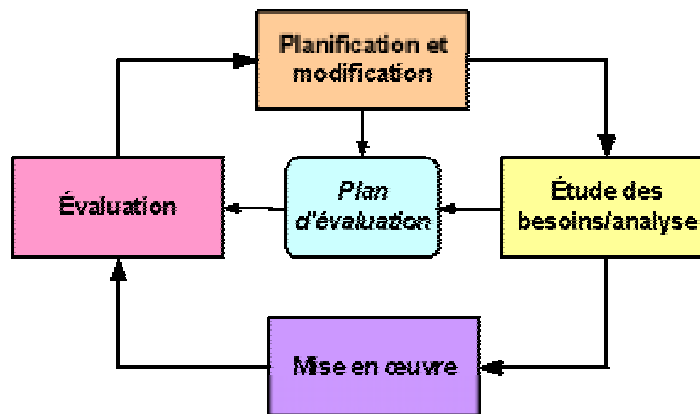 Planification et
modification
Évaluation
Plan
d'évaluation
Étude des
besoins/analyse
Mise en œuvre